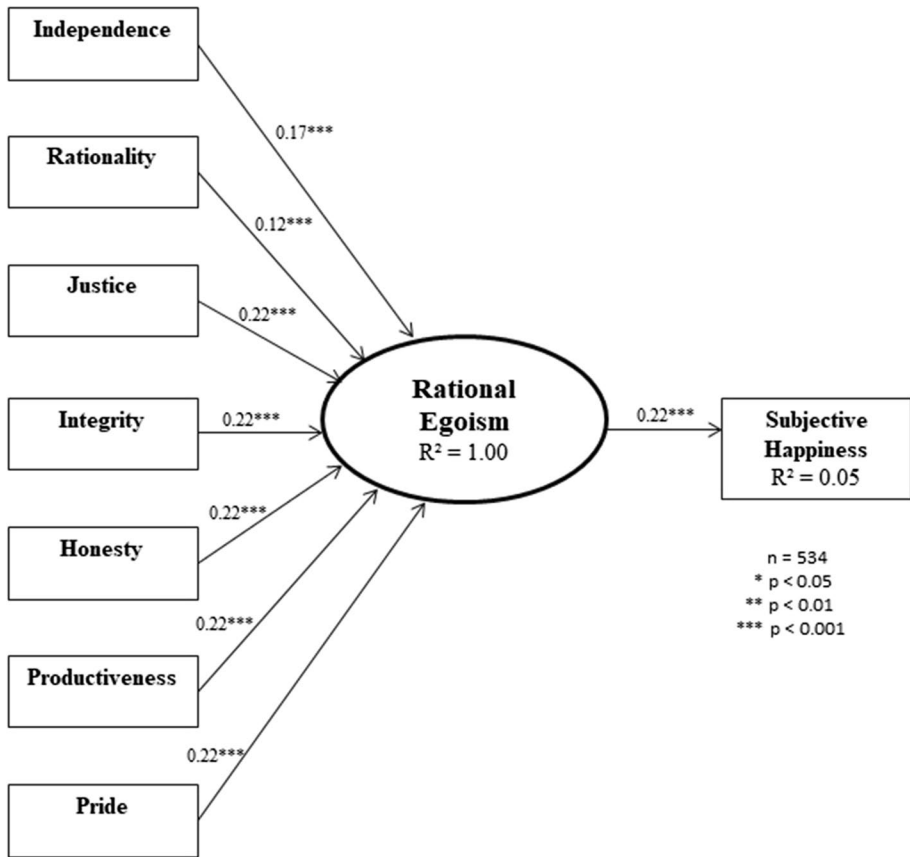 Independence
0.17***
Rationality
0.12***
Justice
0.22***
Integrity
0.22***
Honesty
0.22***
Productiveness
0.22***
Pride
0.22***
Rational
Egoism
R² = 1.00
0.22***
Subjective
Happiness
R² = 0.05
n = 534
* p < 0.05
** p < 0.01
*** p < 0.001